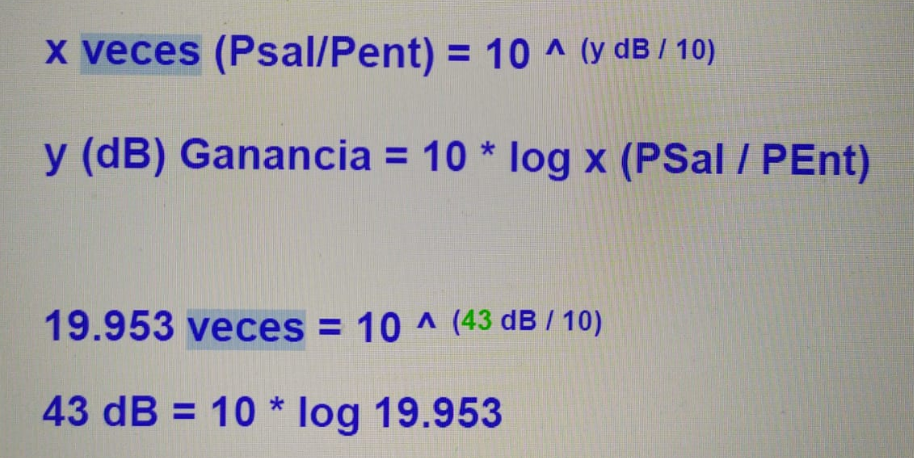 x veces (Psal/Pent) = 10 ^ (y dB / 10)
y (dB) Ganancia = 10 * log x (PSal / PEnt)
19.953 veces = 10 ^ (43 dB / 10)
43 dB = 10 * log 19.953